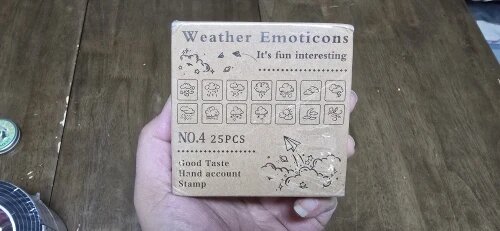 Weather Emoticons
It's fun interesting
NO.4 25PCS
Good Taste
Hand account
Stamp